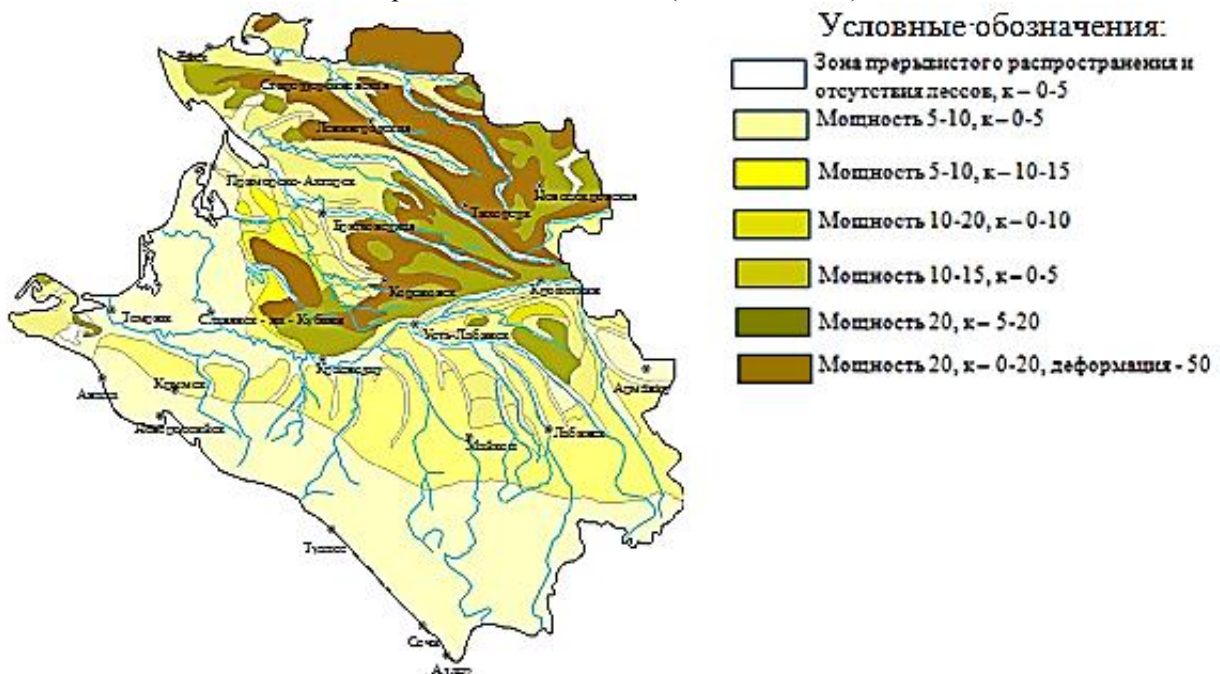 Условные обозначения:
Зона прерывистого распространения и
отсутствия лессов, к – 0-5
Мощность 5-10, к – 0-5
Мощность 5-10, к – 10-15
Мощность 10-20, к – 0-10
Мощность 10-15, к – 0-5
Мощность 20, к – 5-20
Мощность 20, к – 0-20, деформация - 50
Ленинградская
Приморско-Ахтарск
Тихорецк
Кореновск
Кропоткин
Темрюк
Славянск - на - Кубани
Усть-Лабинск
Краснодар
Армавир
Крымск
Анапа
Новороссийск
Майкоп
Лабинск
Туапсе
Сочи
Адлер